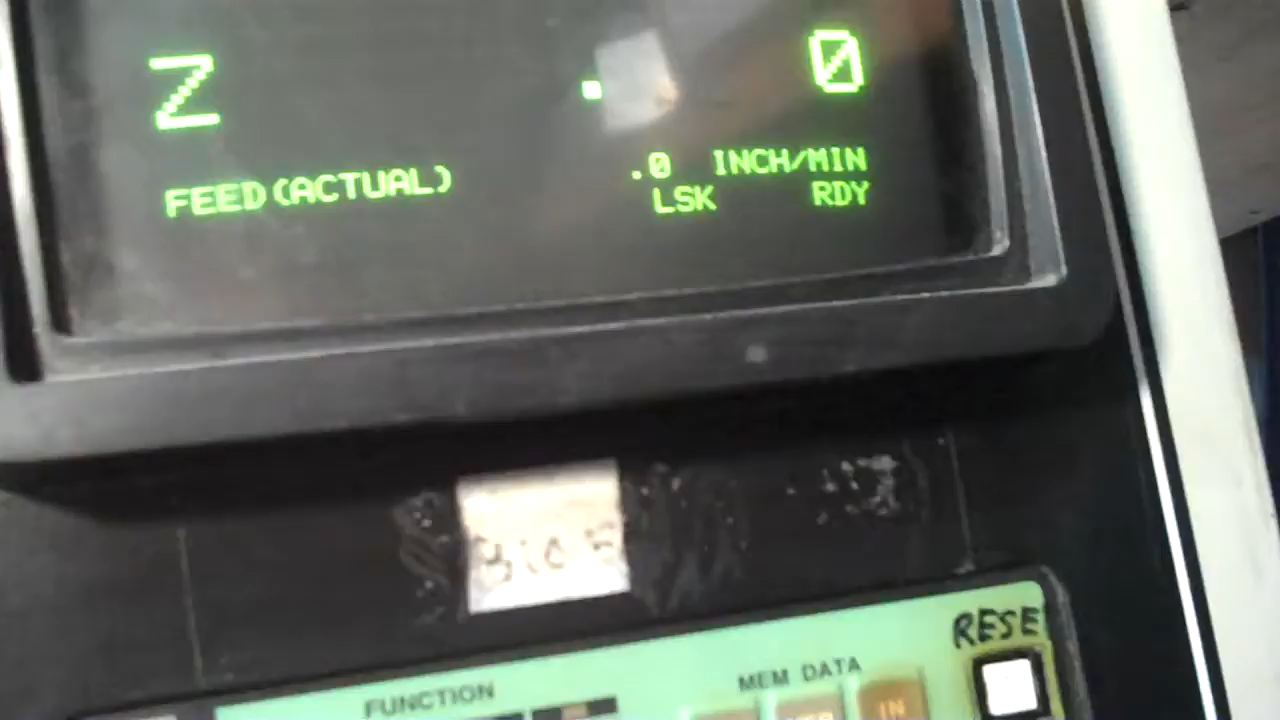 Z . 0
FEED(ACTUAL) .0 INCH/MIN
LSK RDY
RESE
FUNCTION MEM DATA
IN